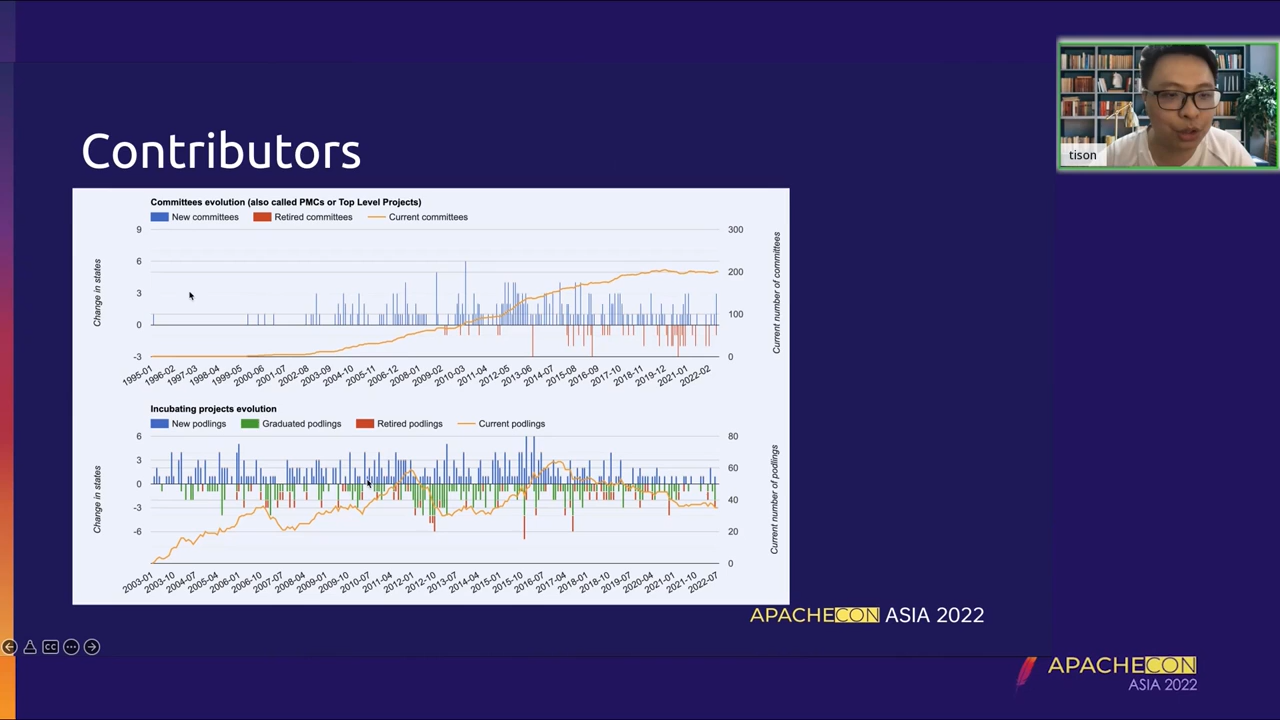 Contributors
tison
Committees evolution (also called PMCs or Top Level Projects)
New committees Retired committees Current committees
9
6
3
0
-3
300
200
100
0
Change in states
Current number of committees
1995-01 1996-02 1997-03 1998-04 1999-05 2000-06 2001-07 2002-08 2003-09 2004-10 2005-11 2006-12 2008-01 2009-02 2010-03 2011-04 2012-05 2013-06 2014-07 2015-08 2016-09 2017-10 2018-11 2019-12 2021-01 2022-02
Incubating projects evolution
New podlings Graduated podlings Retired podlings Current podlings
6
3
0
-3
-6
80
60
40
20
0
Change in states
Current number of podlings
2003-01 2003-10 2004-07 2005-04 2006-01 2006-10 2007-07 2008-04 2009-01 2009-10 2010-07 2011-04 2012-01 2012-10 2013-07 2014-04 2015-01 2015-10 2016-07 2017-04 2018-01 2018-10 2019-07 2020-04 2021-01 2021-10 2022-07
APACHECON ASIA 2022
CC
APACHECON
ASIA 2022